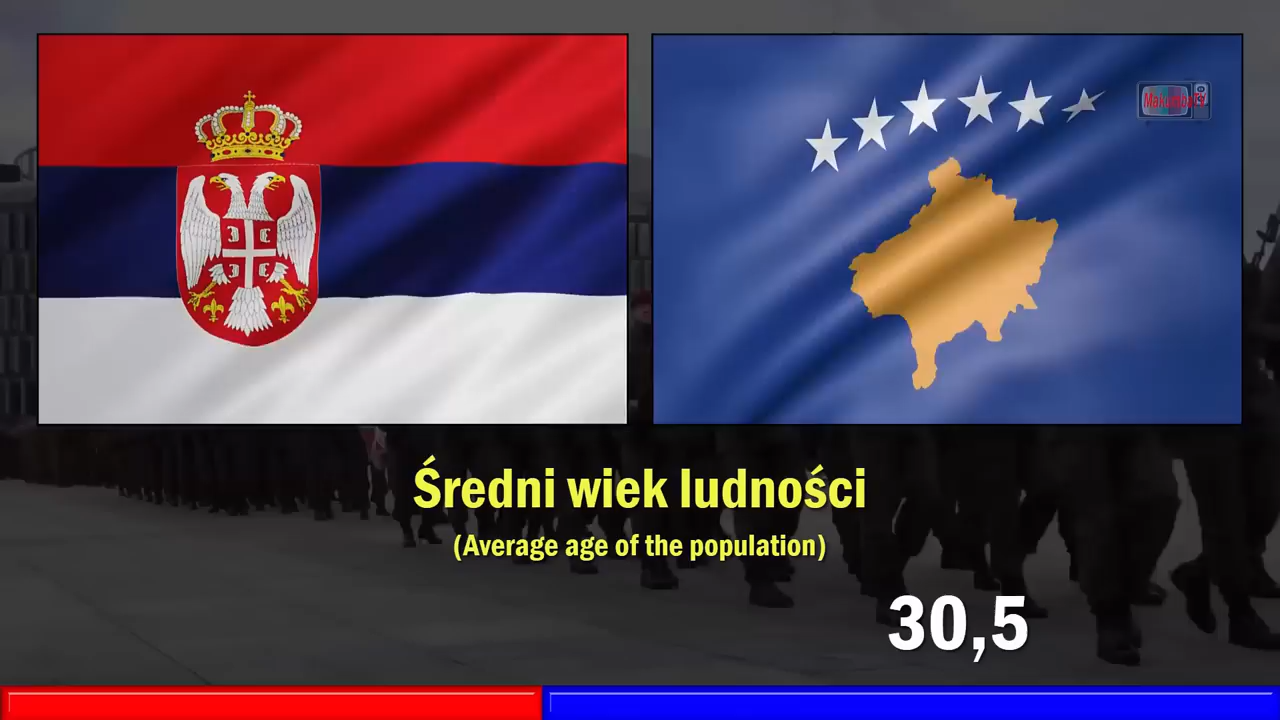 Średni wiek ludności
(Average age of the population)
30,5